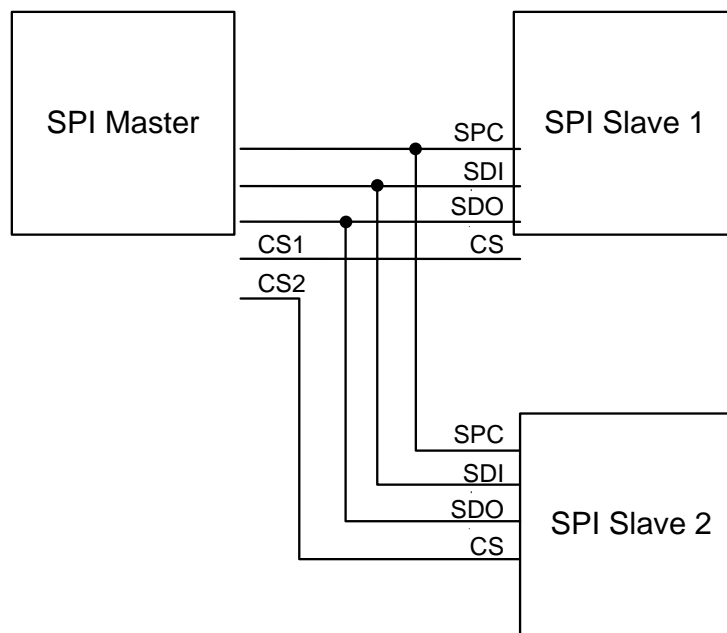 SPI Master
SPI Slave 1
SPC
SDI
SDO
CS1
CS
CS2
SPC
SDI
SDO
CS
SPI Slave 2